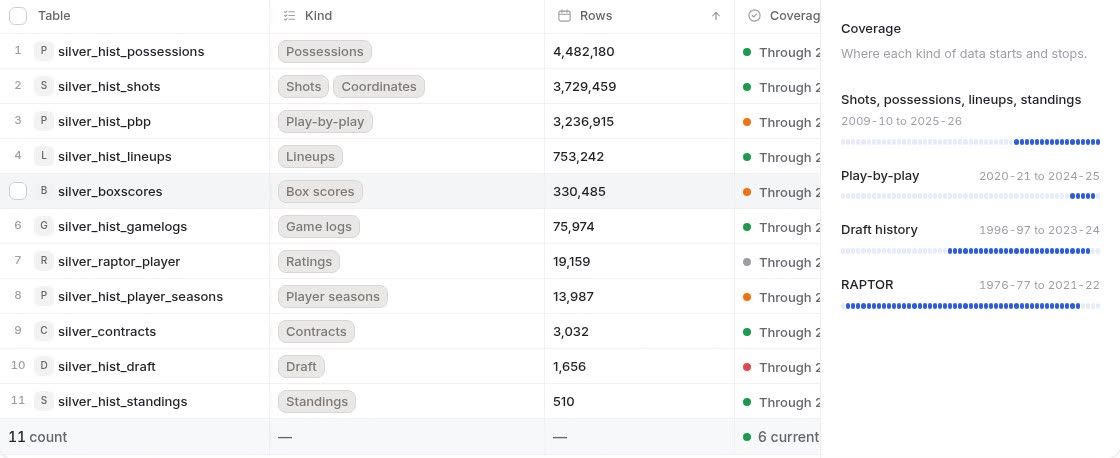 Table Kind Rows Coverag
1 P silver_hist_possessions Possessions 4,482,180 Through 2
2 S silver_hist_shots Shots Coordinates 3,729,459 Through 2
3 P silver_hist_pbp Play-by-play 3,236,915 Through 2
4 L silver_hist_lineups Lineups 753,242 Through 2
B silver_boxscores Box scores 330,485 Through 2
6 G silver_hist_gamelogs Game logs 75,974 Through 2
7 R silver_raptor_player Ratings 19,159 Through 2
8 P silver_hist_player_seasons Player seasons 13,987 Through 2
9 C silver_contracts Contracts 3,032 Through 2
10 D silver_hist_draft Draft 1,656 Through 2
11 S silver_hist_standings Standings 510 Through 2
11 count — — 6 current
Coverage
Where each kind of data starts and stops.
Shots, possessions, lineups, standings
2009-10 to 2025-26
Play-by-play 2020-21 to 2024-25
Draft history 1996-97 to 2023-24
RAPTOR 1976-77 to 2021-22